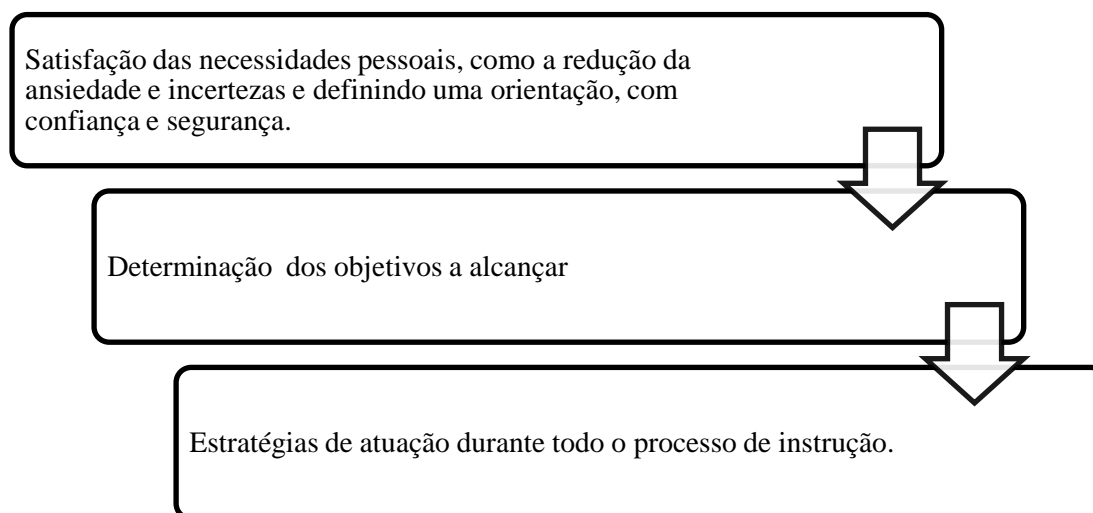 Satisfação das necessidades pessoais, como a redução da
ansiedade e incertezas e definindo uma orientação, com
confiança e segurança.
Determinação  dos objetivos a alcançar
Estratégias de atuação durante todo o processo de instrução.